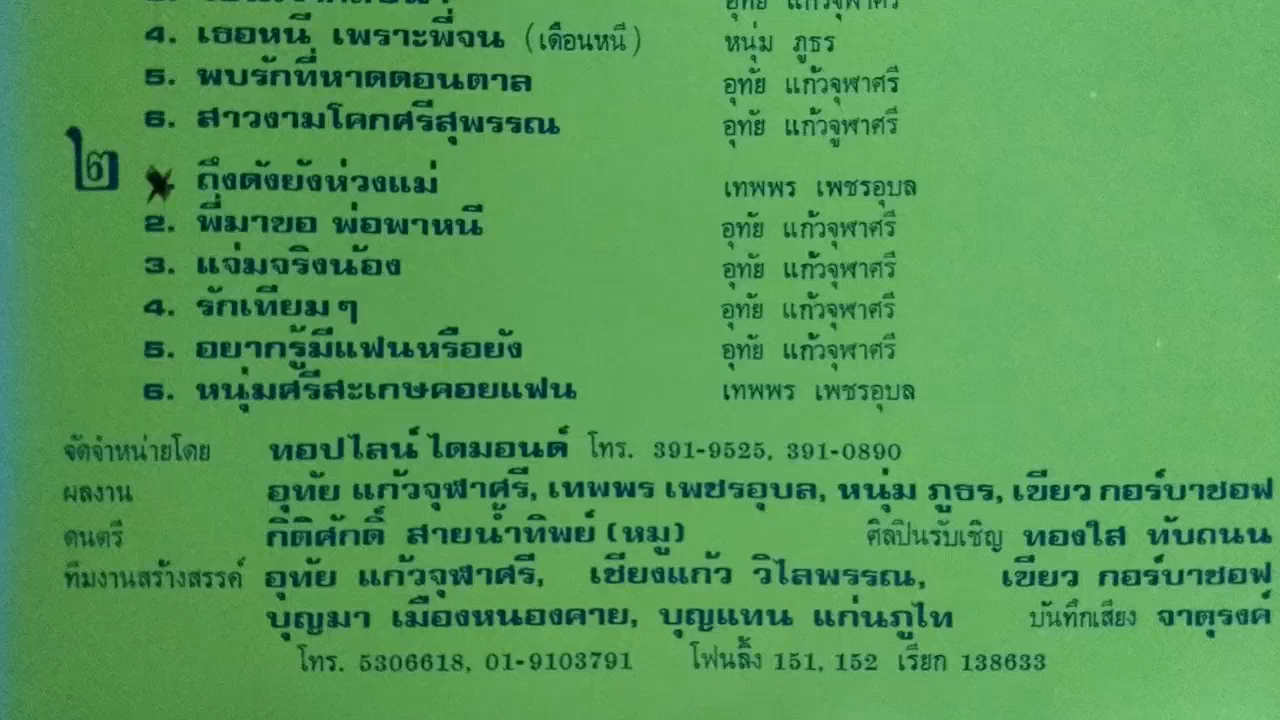 อุทัย แก้วจุฬาศรี
4. เธอหนี เพราะพี่จน (เดือนหนี) หนุ่ม ภูธร
5. พบรักที่หาดดอนตาล อุทัย แก้วจุฬาศรี
6. สาวงามโคกศรีสุพรรณ อุทัย แก้วจูฬาศรี
๒
ถึงดังยังห่วงแม่ เทพพร เพชรอุบล
2. พี่มาขอ พ่อพาหนี อุทัย แก้วจุฬาศรี
3. แจ่มจริงน้อง อุทัย แก้วจุฬาศรี
4. รักเทียมๆ อุทัย แก้วจุฬาศรี
5. อยากรู้มีแฟนหรือยัง อุทัย แก้วจุฬาศรี
6. หนุ่มศรีสะเกษคอยแฟน เทพพร เพชรอุบล
จัดจำหน่ายโดย ทอปไลน์ ไดมอนด์ โทร. 391-9525, 391-0890
ผลงาน อุทัย แก้วจุฬาศรี, เทพพร เพชรอุบล, หนุ่ม ภูธร, เขียว กอร์บาชอฟ
ดนตรี กิติศักดิ์ สายน้ำทิพย์ (หมู) ศิลปินรับเชิญ ทองใส ทับถนน
ทีมงานสร้างสรรค์ อุทัย แก้วจุฬาศรี, เชียงแก้ว วิไลพรรณ, เขียว กอร์บาชอฟ
บุญมา เมืองหนองคาย, บุญแทน แก่นภูไท บันทึกเสียง จาตุรงค์
โทร. 5306618, 01-9103791 โฟนลิ้ง 151, 152 เรียก 138633